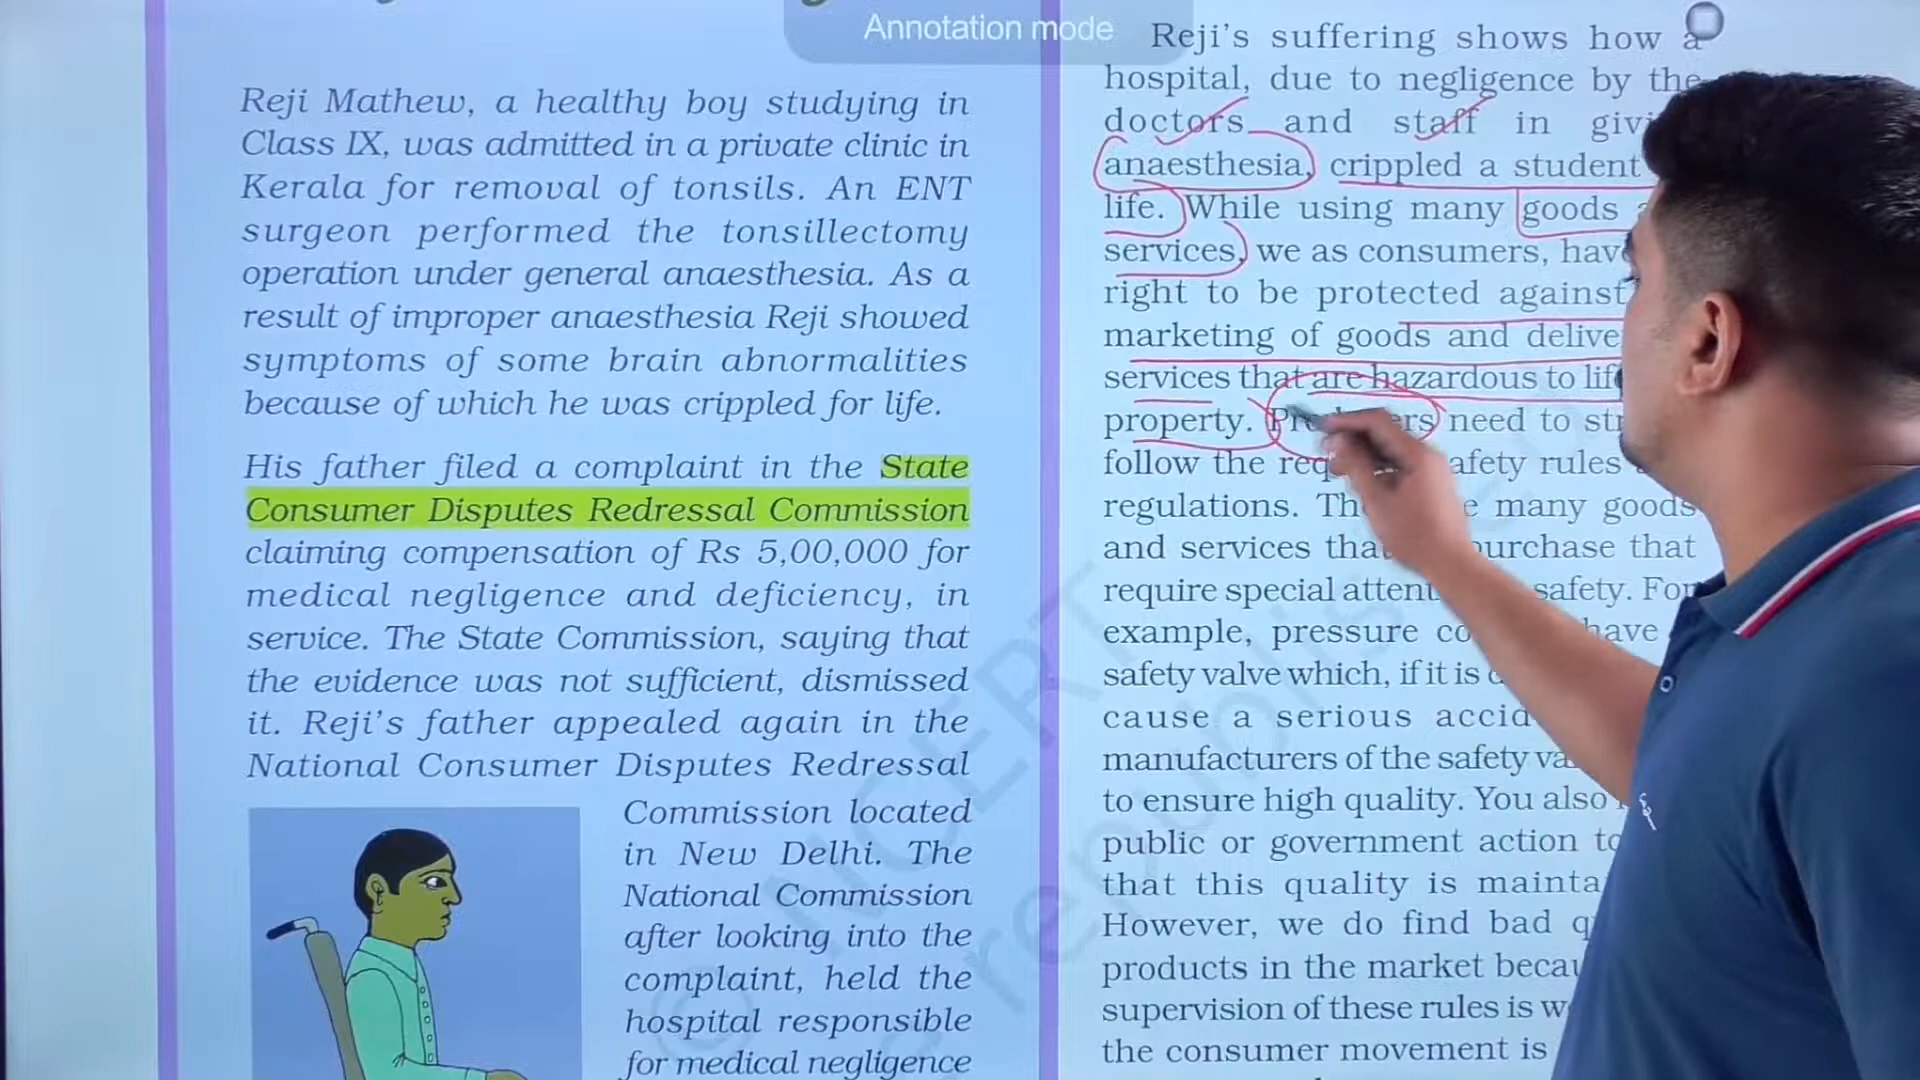 Annotation mode
Reji Mathew, a healthy boy studying in
Class IX, was admitted in a private clinic in
Kerala for removal of tonsils. An ENT
surgeon performed the tonsillectomy
operation under general anaesthesia. As a
result of improper anaesthesia Reji showed
symptoms of some brain abnormalities
because of which he was crippled for life.
His father filed a complaint in the State
Consumer Disputes Redressal Commission
claiming compensation of Rs 5,00,000 for
medical negligence and deficiency, in
service. The State Commission, saying that
the evidence was not sufficient, dismissed
it. Reji's father appealed again in the
National Consumer Disputes Redressal
Commission located
in New Delhi. The
National Commission
after looking into the
complaint, held the
hospital responsible
for medical negligence
Reji's suffering shows how a
hospital, due to negligence by the
doctors and staff in
anaesthesia, crippled a student
life. While using many goods
services, we as consumers, have
right to be protected against
marketing of goods and
services that are hazardous to
property. need to
follow the safety rules
regulations. many goods
and services purchase that
require special safety. For
example, pressure have
safety valve which, if it is
cause a serious
manufacturers of the safety
to ensure high quality. You also
public or government action to
that this quality is
However, we do find bad
products in the market
supervision of these rules is
the consumer movement is
© NCERT
republished